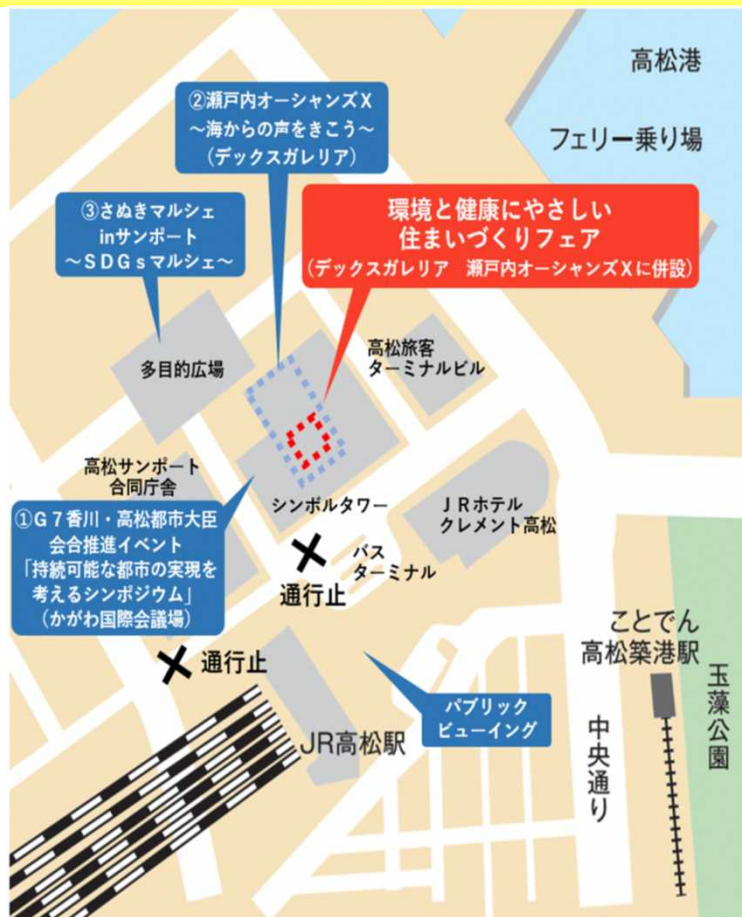 高松港
フェリー乗り場
②瀬戸内オーシャンズX
～海からの声をきこう～
(デックスガレリア)
③さぬきマルシェ
inサンポート
～SDGsマルシェ～
環境と健康にやさしい
住まいづくりフェア
(デックスガレリア　瀬戸内オーシャンズXに併設)
多目的広場
高松旅客
ターミナルビル
高松サンポート
合同庁舎
シンボルタワー
JRホテル
クレメント高松
①G7香川・高松都市大臣
会合推進イベント
「持続可能な都市の実現を
考えるシンポジウム」
(かがわ国際会議場)
バス
ターミナル
通行止
通行止
ことでん
高松築港駅
パブリック
ビューイング
JR高松駅
中央通り
玉藻公園